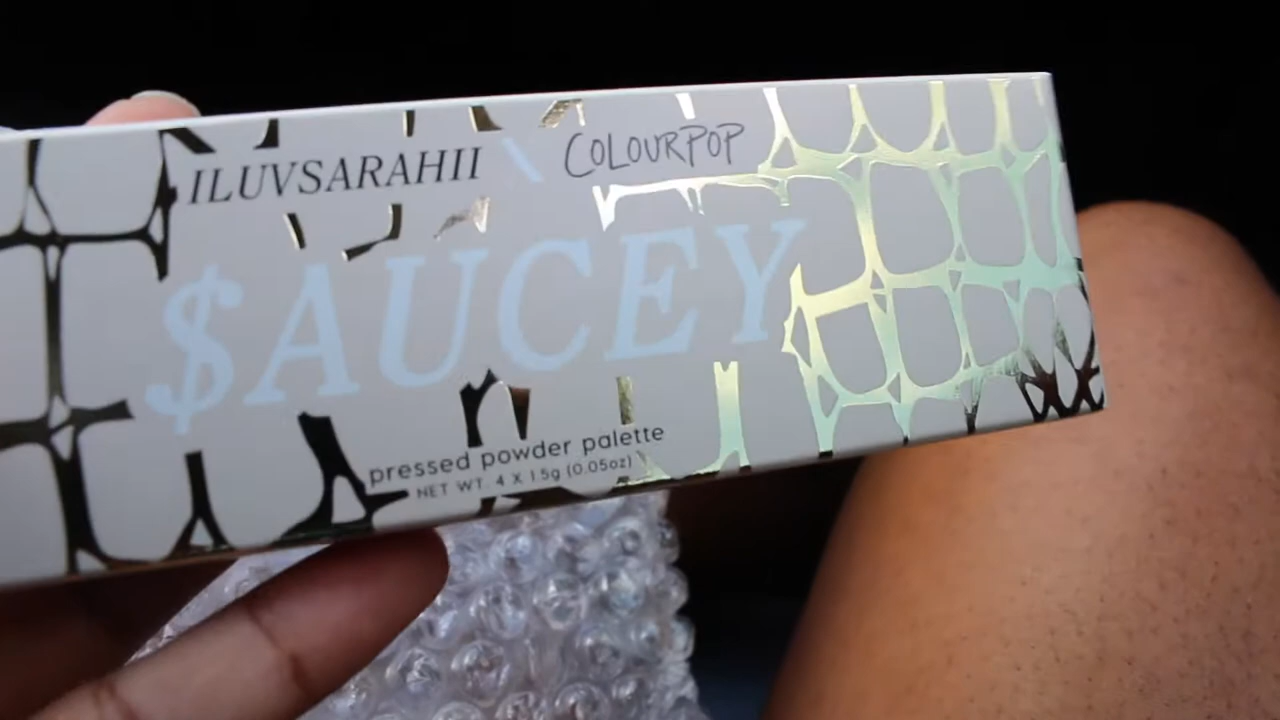 ILUVSARAHII \ COLOURPOP
$AUCEY
pressed powder palette
NET WT. 4 X 1.5g (0.05oz)